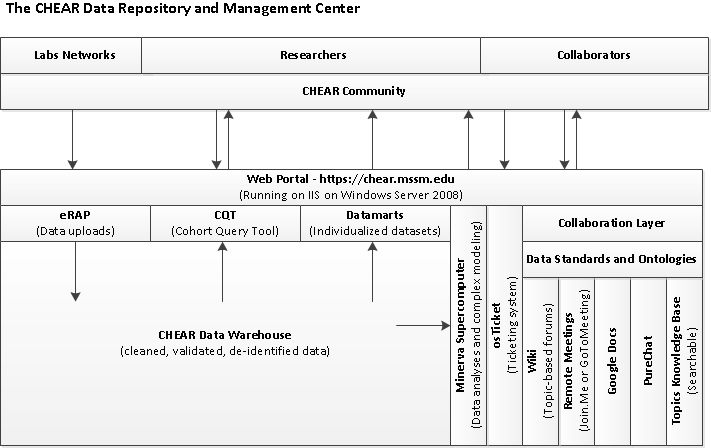 The CHEAR Data Repository and Management Center
Labs Networks
Researchers
Collaborators
CHEAR Community
Web Portal - https://chear.mssm.edu
(Running on IIS on Windows Server 2008)
eRAP
(Data uploads)
CQT
(Cohort Query Tool)
Datamarts
(Individualized datasets)
Minerva Supercomputer
(Data analyses and complex modeling)
osTicket
(Ticketing system)
Collaboration Layer
Data Standards and Ontologies
Wiki
(Topic-based forums)
Remote Meetings
(Join.Me or GoToMeeting)
Google Docs
PureChat
Topics Knowledge Base
(Searchable)
CHEAR Data Warehouse
(cleaned, validated, de-identified data)